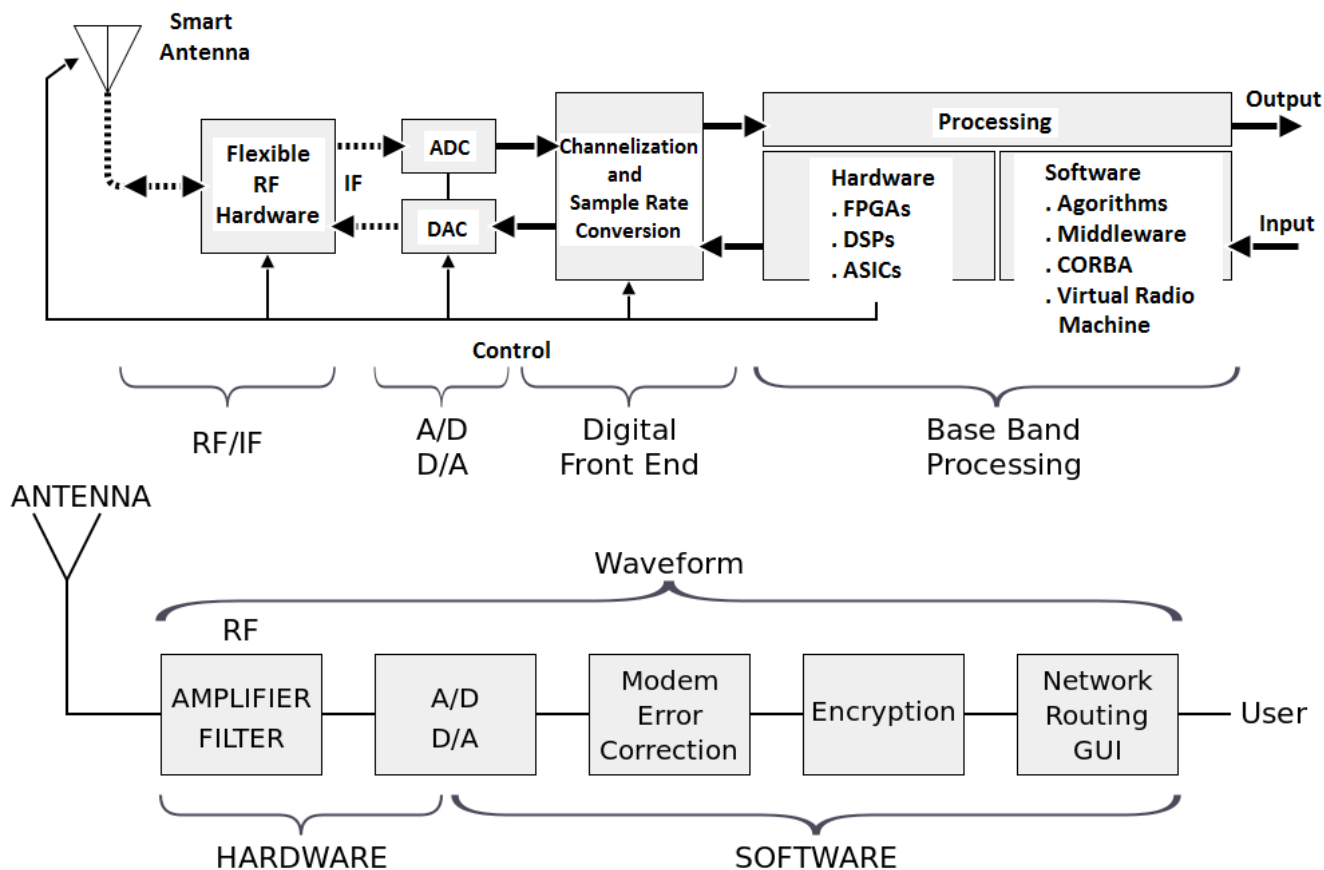 Smart
Antenna
Flexible
RF
Hardware
IF
ADC
DAC
Channelization
and
Sample Rate
Conversion
Processing
Hardware
. FPGAs
. DSPs
. ASICs
Software
. Agorithms
. Middleware
. CORBA
. Virtual Radio
Machine
Output
Input
Control
RF/IF
A/D
D/A
Digital
Front End
Base Band
Processing
ANTENNA
Waveform
RF
AMPLIFIER
FILTER
A/D
D/A
Modem
Error
Correction
Encryption
Network
Routing
GUI
User
HARDWARE
SOFTWARE